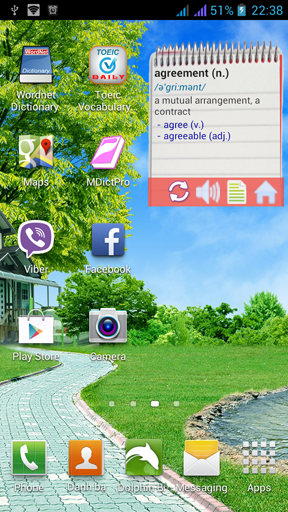 51% 22:38
Wordnet
Dictionary
Wordnet
Dictionary
TOEIC
DAILY
Toeic
Vocabulary
agreement (n.)
/ə'gri:mənt/
a mutual arrangement, a
contract
- agree (v.)
- agreeable (adj.)
Maps
MDictPro
Viber
Facebook
Play Store
Camera
Phone
Danh bạ
Dolphin
Messaging
Apps